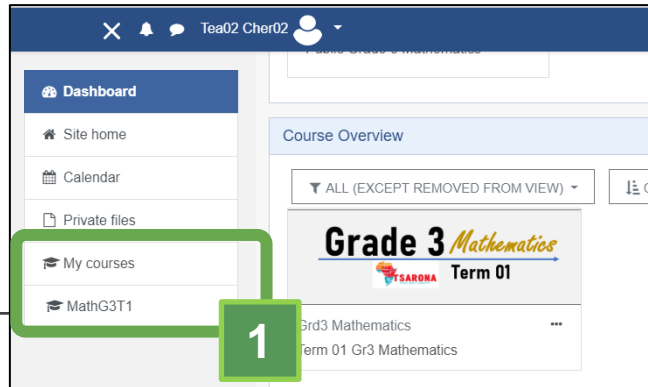 Tea02 Cher02
Dashboard
Site home
Calendar
Private files
My courses
MathG3T1
1
Course Overview
ALL (EXCEPT REMOVED FROM VIEW)
Grade 3 Mathematics
TSARONA Term 01
Grd3 Mathematics
Term 01 Gr3 Mathematics